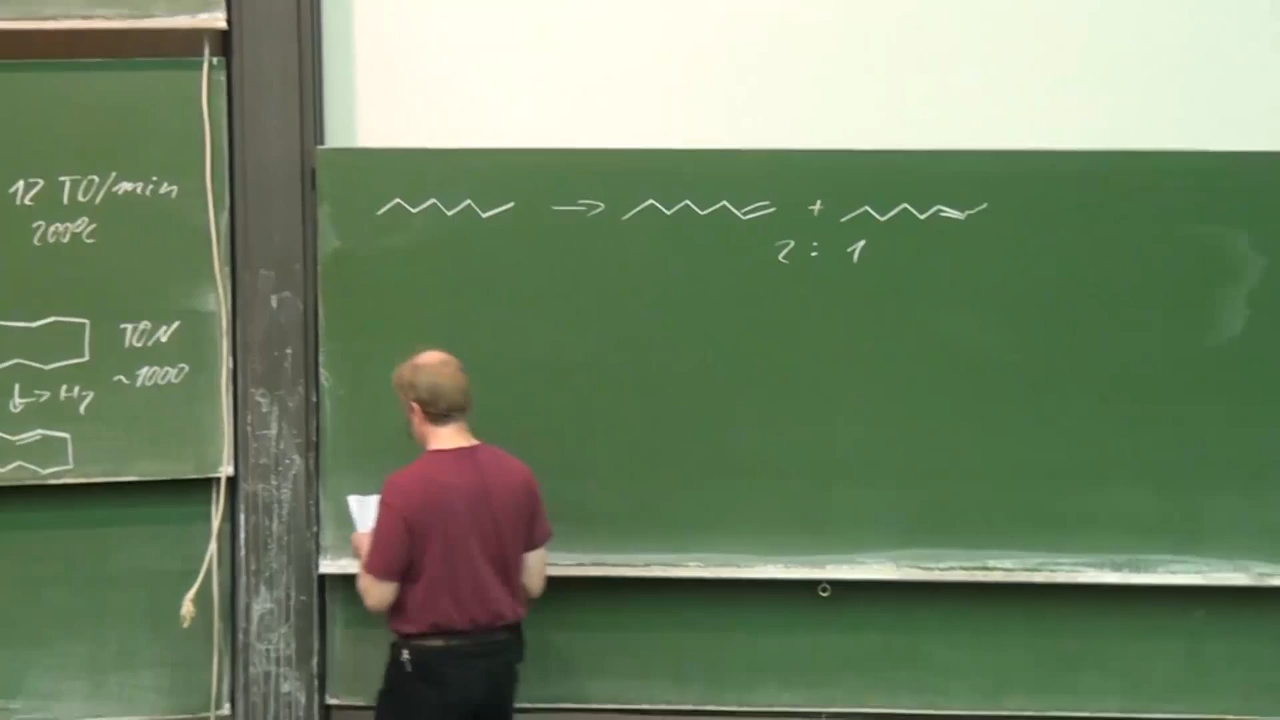 12 TO/min
200°C
TON
~1000
→ H2
→ +
2 : 1